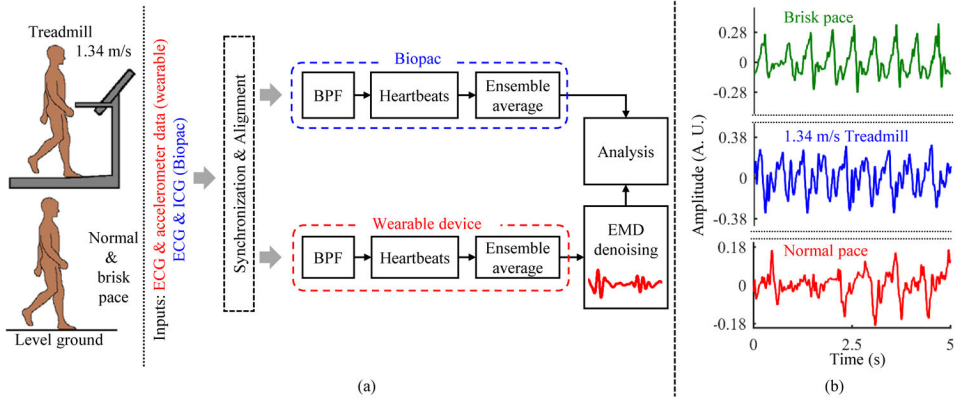 Treadmill
1.34 m/s
Normal
&
brisk
pace
Level ground
Inputs: ECG & accelerometer data (wearable)
ECG & ICG (Biopac)
Synchronization & Alignment
Biopac
BPF
Heartbeats
Ensemble
average
Analysis
Wearable device
BPF
Heartbeats
Ensemble
average
EMD
denoising
(a)
Amplitude (A. U.)
Brisk pace
0.28
0
-0.28
1.34 m/s Treadmill
0.38
0
-0.38
Normal pace
0.18
0
-0.18
0
2.5
5
Time (s)
(b)